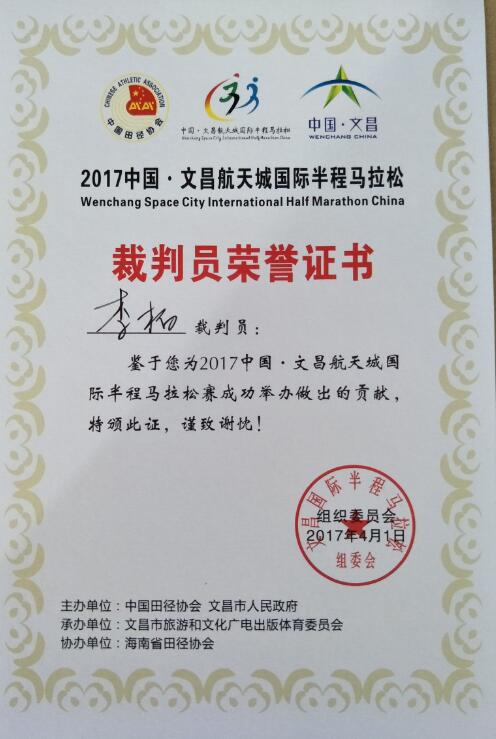 CHINESE ATHLETIC ASSOCIATION
中国田径协会
中国·文昌航天城国际半程马拉松
Wenchang Space City International Half Marathon China
中国·文昌
WENCHANG CHINA
2017中国·文昌航天城国际半程马拉松
Wenchang Space City International Half Marathon China
裁判员荣誉证书
李柳 裁判员：
鉴于您为2017中国·文昌航天城国
际半程马拉松赛成功举办做出的贡献，
特颁此证，谨致谢忱！
文昌国际半程马拉松
组织委员会
2017年4月1日
组委会
主办单位：中国田径协会 文昌市人民政府
承办单位：文昌市旅游和文化广电出版体育委员会
协办单位：海南省田径协会